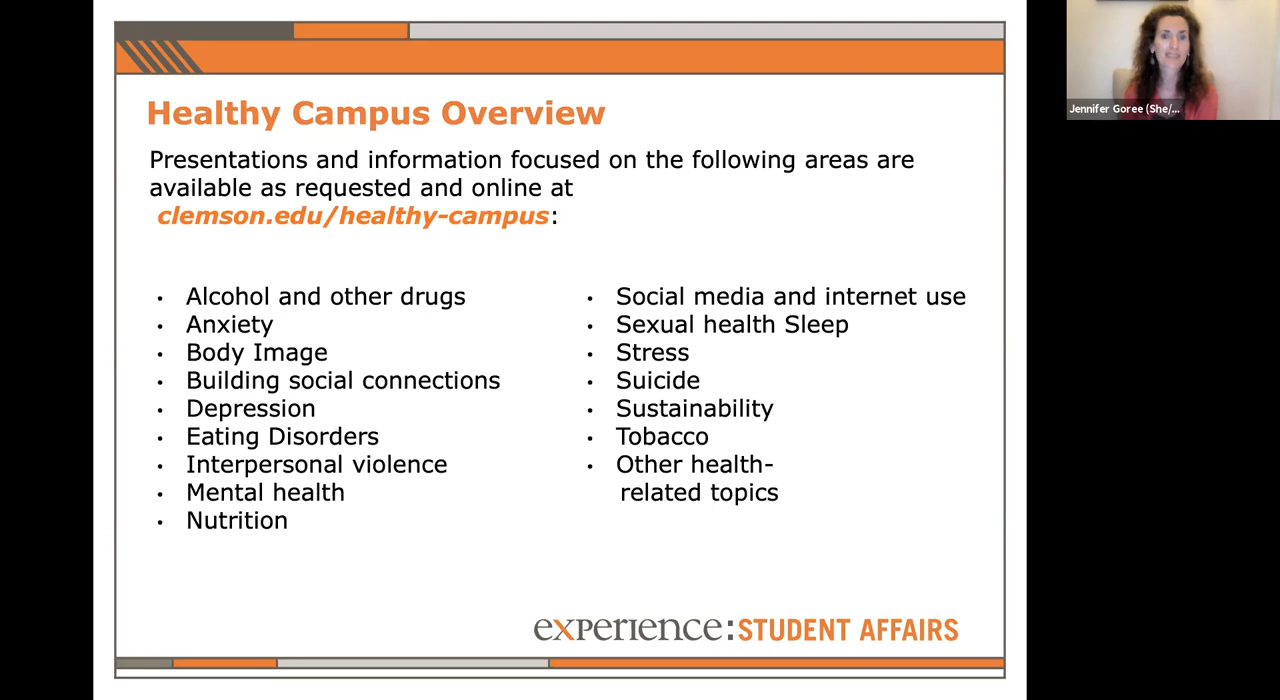 Healthy Campus Overview
Presentations and information focused on the following areas are
available as requested and online at
clemson.edu/healthy-campus:
• Alcohol and other drugs
• Anxiety
• Body Image
• Building social connections
• Depression
• Eating Disorders
• Interpersonal violence
• Mental health
• Nutrition
• Social media and internet use
• Sexual health Sleep
• Stress
• Suicide
• Sustainability
• Tobacco
• Other health-
related topics
experience:STUDENT AFFAIRS
Jennifer Goree (She/...